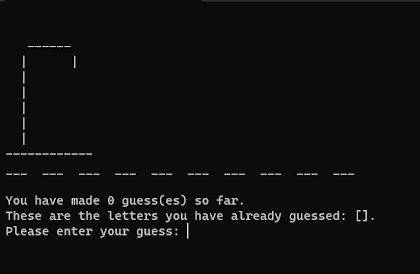 You have made 0 guess(es) so far.
These are the letters you have already guessed: [].
Please enter your guess: